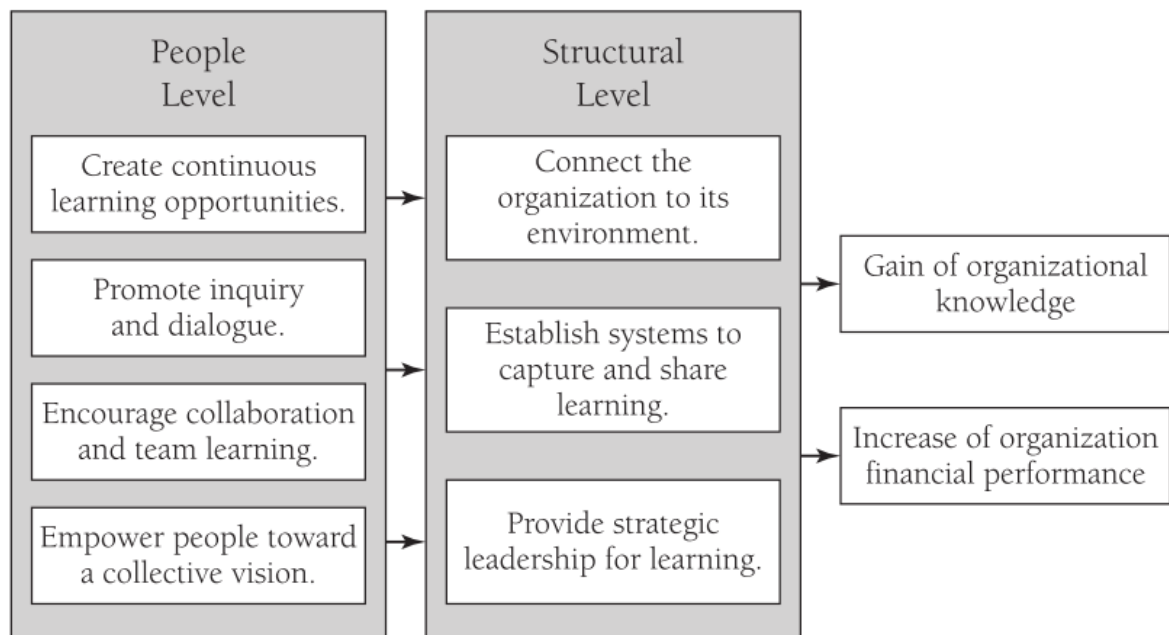 People
Level
Create continuous
learning opportunities.
Promote inquiry
and dialogue.
Encourage collaboration
and team learning.
Empower people toward
a collective vision.
Structural
Level
Connect the
organization to its
environment.
Establish systems to
capture and share
learning.
Provide strategic
leadership for learning.
Gain of organizational
knowledge
Increase of organization
financial performance